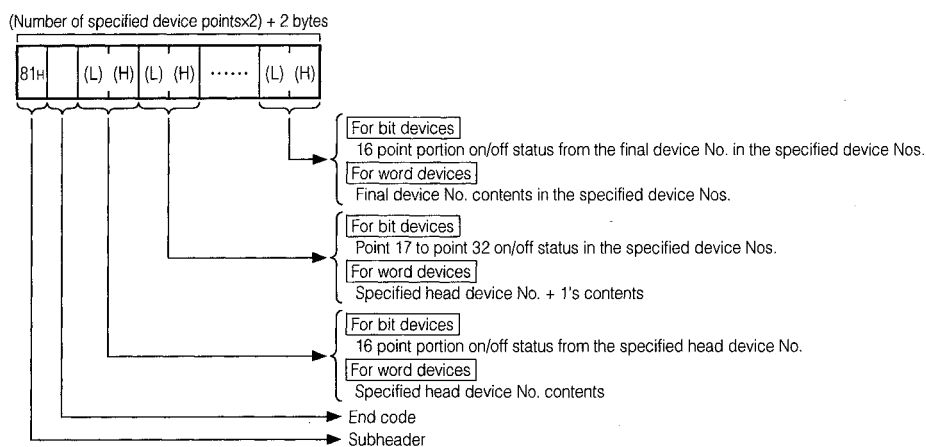 (Number of specified device pointsx2) + 2 bytes
81H (L) (H) (L) (H) ······ (L) (H)
For bit devices
16 point portion on/off status from the final device No. in the specified device Nos.
For word devices
Final device No. contents in the specified device Nos.
For bit devices
Point 17 to point 32 on/off status in the specified device Nos.
For word devices
Specified head device No. + 1's contents
For bit devices
16 point portion on/off status from the specified head device No.
For word devices
Specified head device No. contents
End code
Subheader